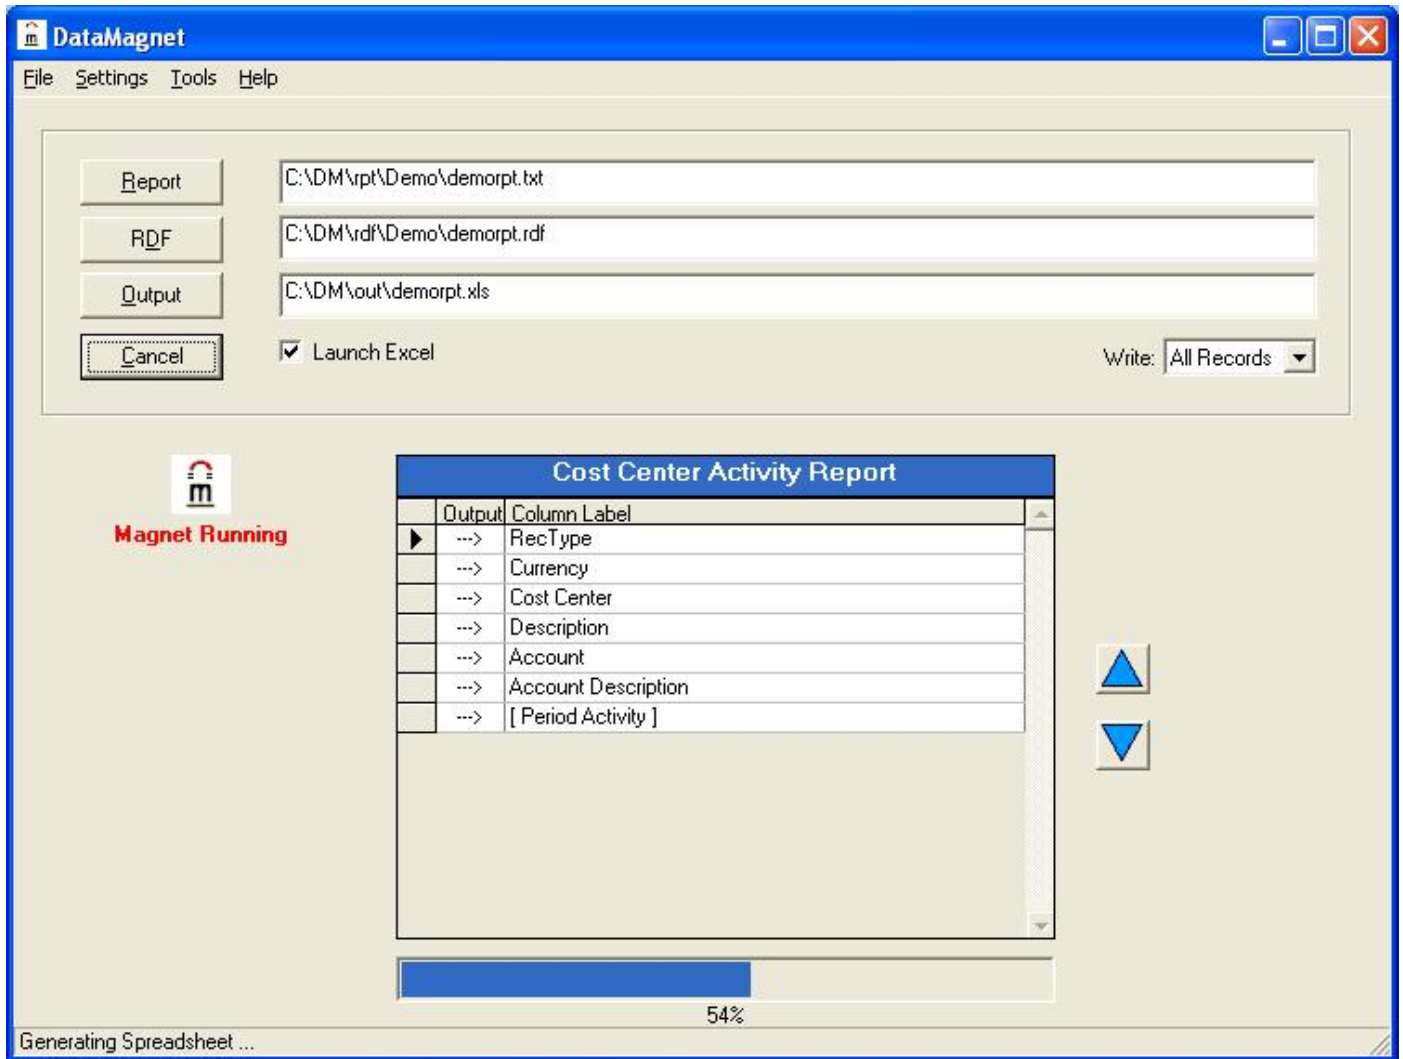 DataMagnet
File Settings Tools Help
Report C:\DM\rpt\Demo\demorpt.txt
RDF C:\DM\rdf\Demo\demorpt.rdf
Output C:\DM\out\demorpt.xls
Cancel Launch Excel Write: All Records
m
Magnet Running
Cost Center Activity Report
Output Column Label
---> RecType
---> Currency
---> Cost Center
---> Description
---> Account
---> Account Description
---> [ Period Activity ]
54%
Generating Spreadsheet ...